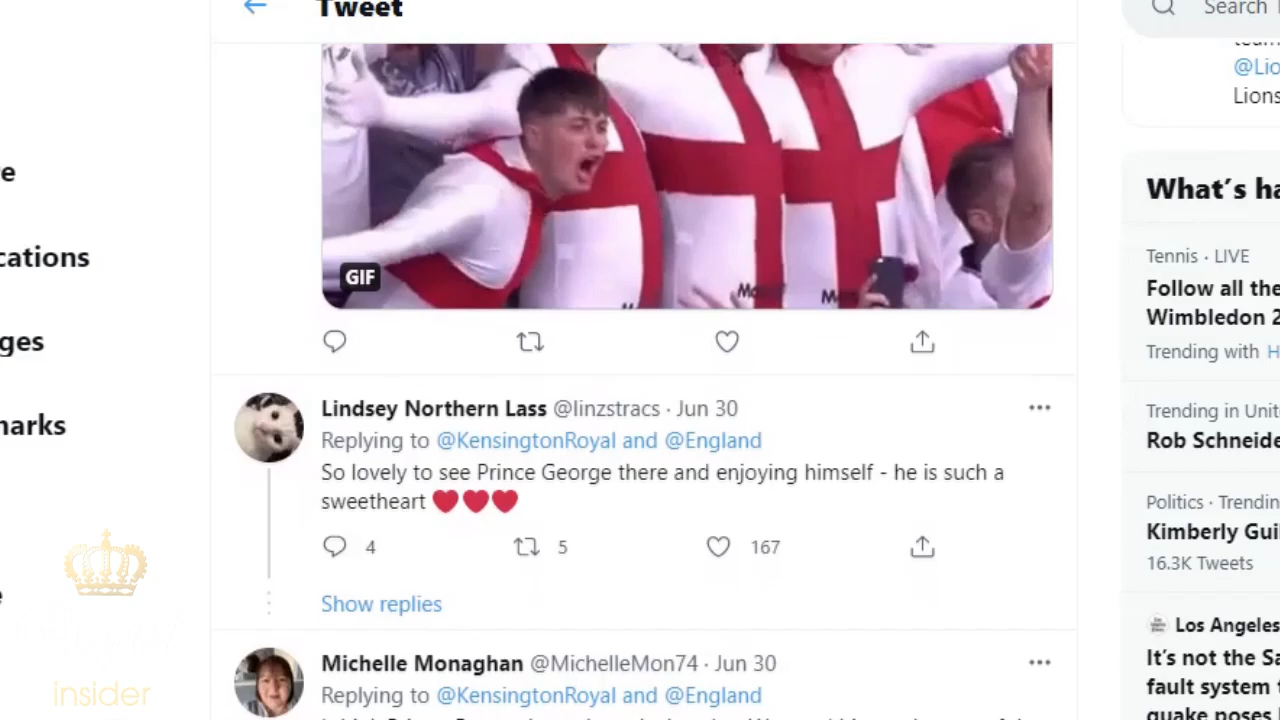 Tweet
Search
GIF
Lindsey Northern Lass @linzstracs · Jun 30
Replying to @KensingtonRoyal and @England
So lovely to see Prince George there and enjoying himself - he is such a
sweetheart ❤️❤️❤️
4 5 167
Show replies
Michelle Monaghan @MichelleMon74 · Jun 30
Replying to @KensingtonRoyal and @England
@Lio
Lions
What's ha
Tennis · LIVE
Follow all the
Wimbledon 2
Trending with H
Trending in Unit
Rob Schneide
Politics · Trendin
Kimberly Gui
16.3K Tweets
Los Angeles
It's not the Sa
fault system t
quake poses
re
cations
ges
narks
e
insider